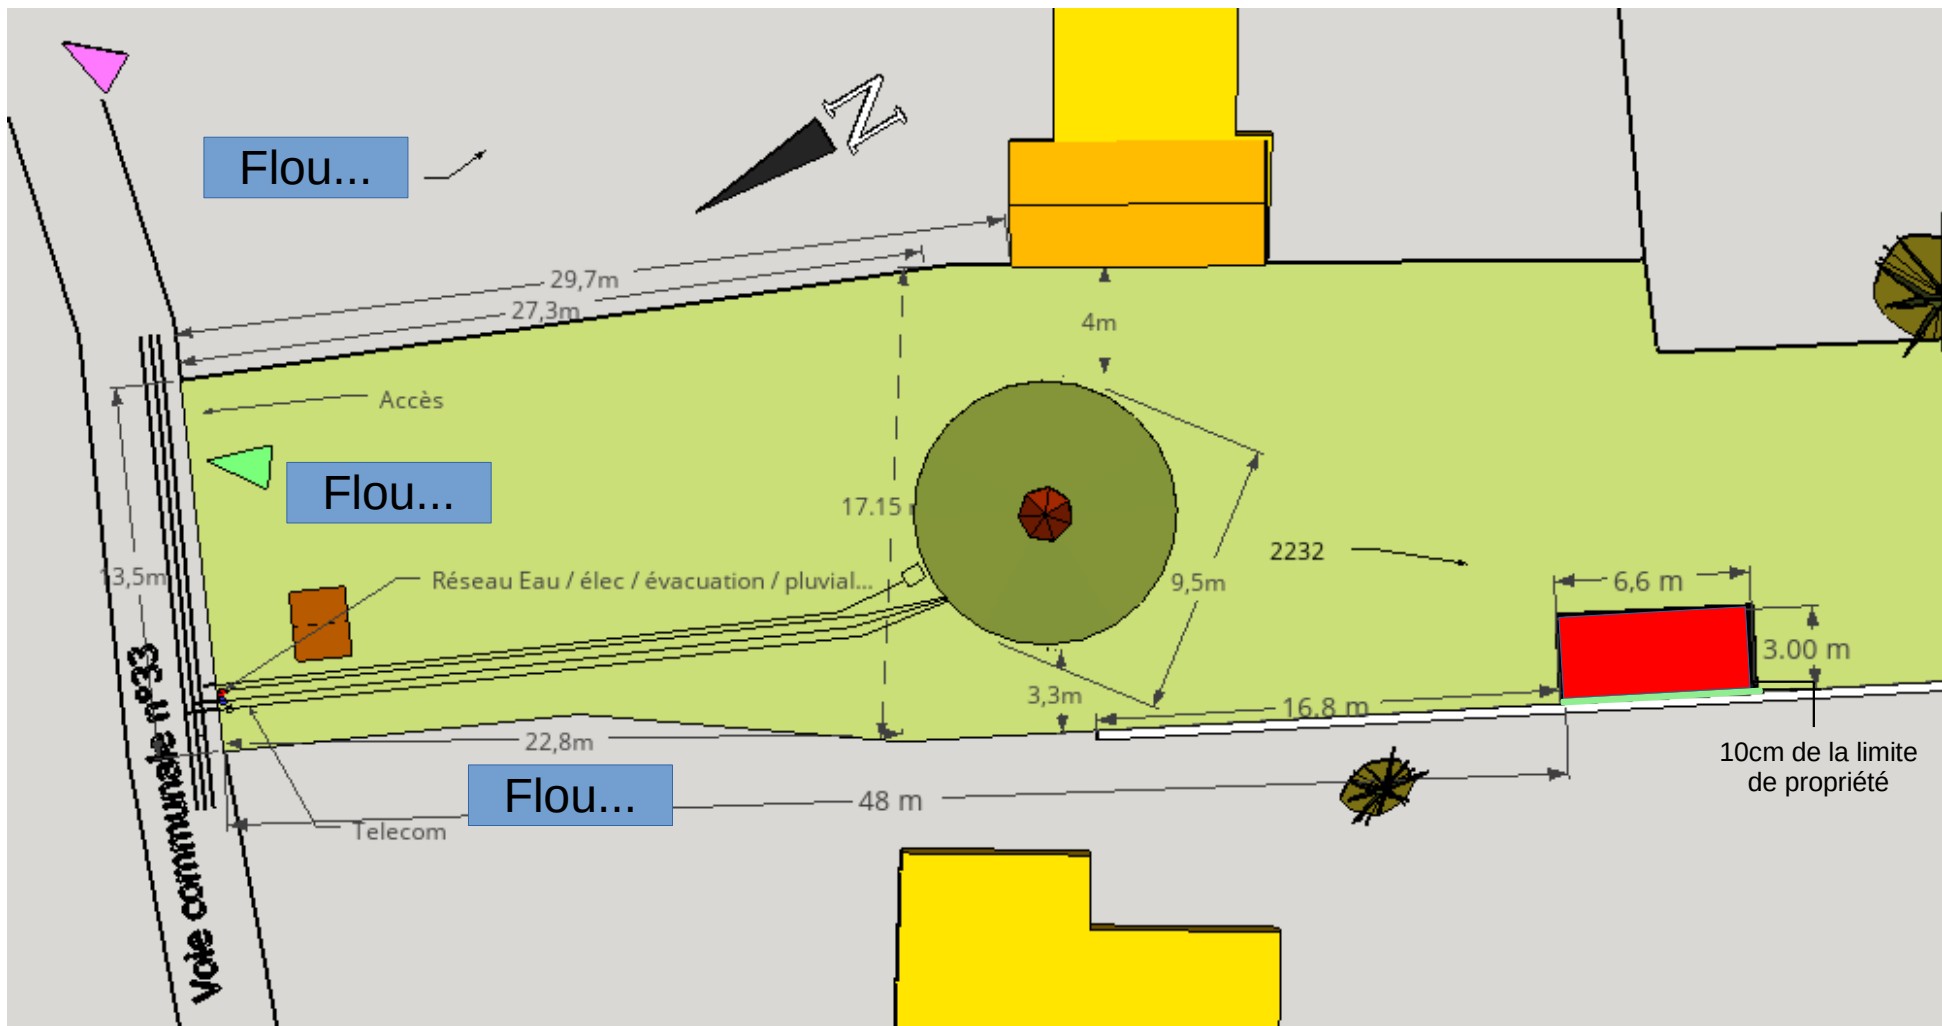 Flou...
N
29,7m
27,3m
4m
Accès
Flou...
17.15
2232
Réseau Eau / élec / évacuation / pluvial...
9,5m
13,5m
6,6 m
3.00 m
3,3m
16.8 m
22,8m
10cm de la limite
de propriété
Flou...
48 m
Telecom
Voie communale n°33